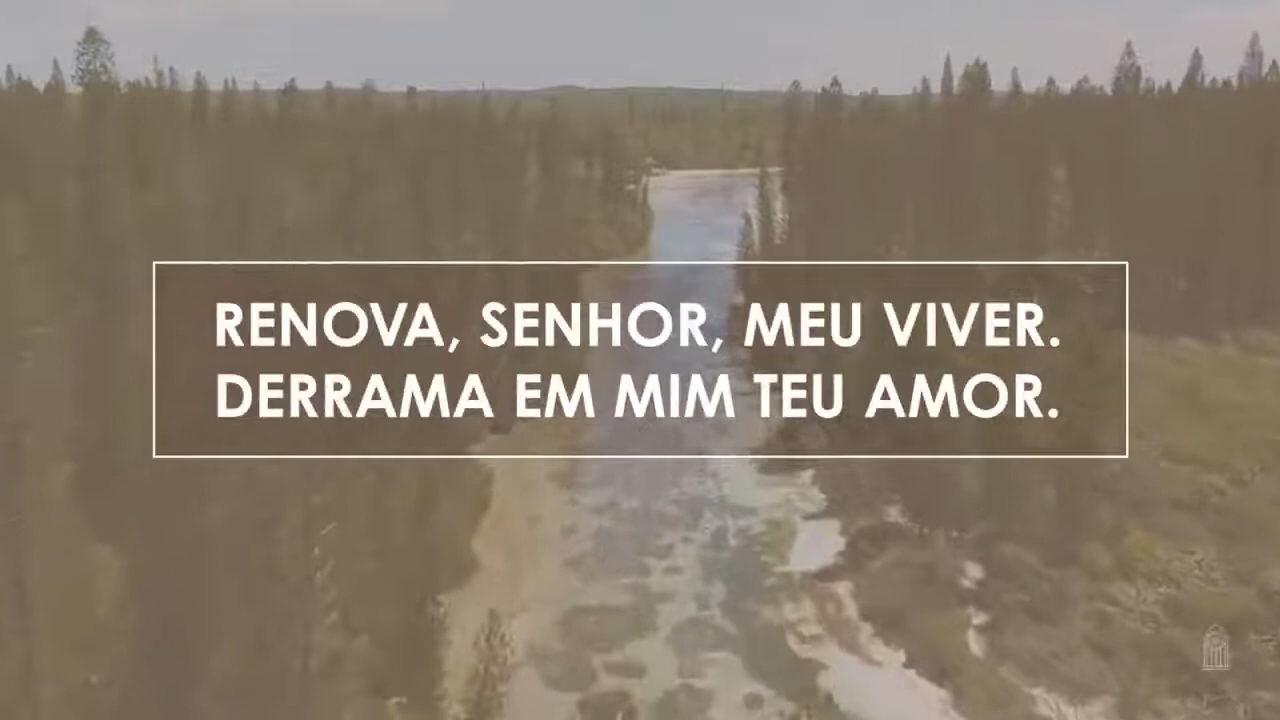 RENOVA, SENHOR, MEU VIVER.
DERRAMA EM MIM TEU AMOR.